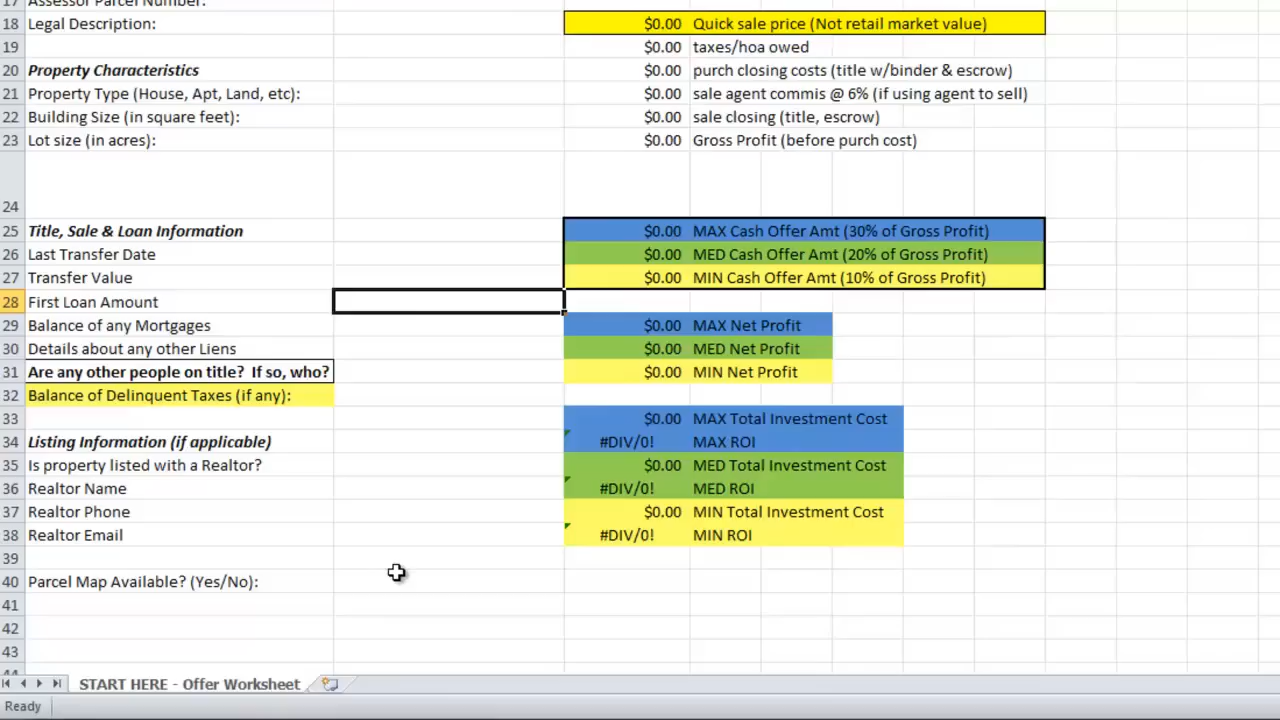 17 Assessor Parcel Number:
18 Legal Description: $0.00 Quick sale price (Not retail market value)
19 $0.00 taxes/hoa owed
20 Property Characteristics $0.00 purch closing costs (title w/binder & escrow)
21 Property Type (House, Apt, Land, etc): $0.00 sale agent commis @ 6% (if using agent to sell)
22 Building Size (in square feet): $0.00 sale closing (title, escrow)
23 Lot size (in acres): $0.00 Gross Profit (before purch cost)
24
25 Title, Sale & Loan Information $0.00 MAX Cash Offer Amt (30% of Gross Profit)
26 Last Transfer Date $0.00 MED Cash Offer Amt (20% of Gross Profit)
27 Transfer Value $0.00 MIN Cash Offer Amt (10% of Gross Profit)
28 First Loan Amount
29 Balance of any Mortgages $0.00 MAX Net Profit
30 Details about any other Liens $0.00 MED Net Profit
31 Are any other people on title? If so, who? $0.00 MIN Net Profit
32 Balance of Delinquent Taxes (if any):
33 $0.00 MAX Total Investment Cost
34 Listing Information (if applicable) #DIV/0! MAX ROI
35 Is property listed with a Realtor? $0.00 MED Total Investment Cost
36 Realtor Name #DIV/0! MED ROI
37 Realtor Phone $0.00 MIN Total Investment Cost
38 Realtor Email #DIV/0! MIN ROI
39
40 Parcel Map Available? (Yes/No):
41
42
43
44
START HERE - Offer Worksheet
Ready